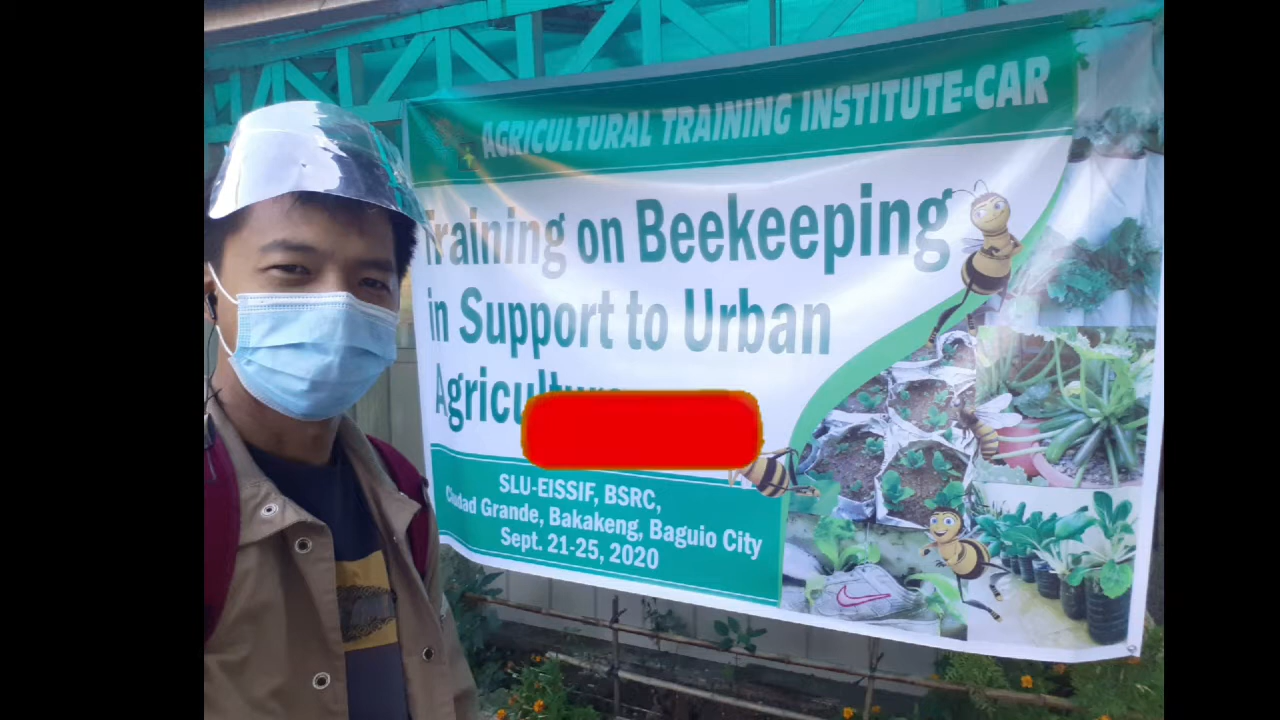 AGRICULTURAL TRAINING INSTITUTE-CAR
Training on Beekeeping
in Support to Urban
Agriculture
SLU-EISSIF, BSRC,
Ciudad Grande, Bakakeng, Baguio City
Sept. 21-25, 2020